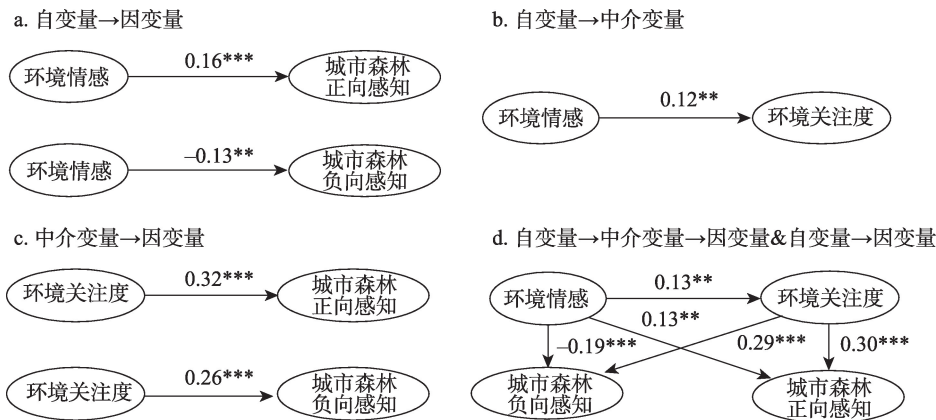 a. 自变量→因变量
环境情感
0.16***
城市森林
正向感知
环境情感
–0.13**
城市森林
负向感知
b. 自变量→中介变量
环境情感
0.12**
环境关注度
c. 中介变量→因变量
环境关注度
0.32***
城市森林
正向感知
环境关注度
0.26***
城市森林
负向感知
d. 自变量→中介变量→因变量&自变量→因变量
环境情感
0.13**
环境关注度
0.13**
–0.19***
0.29***
0.30***
城市森林
负向感知
城市森林
正向感知